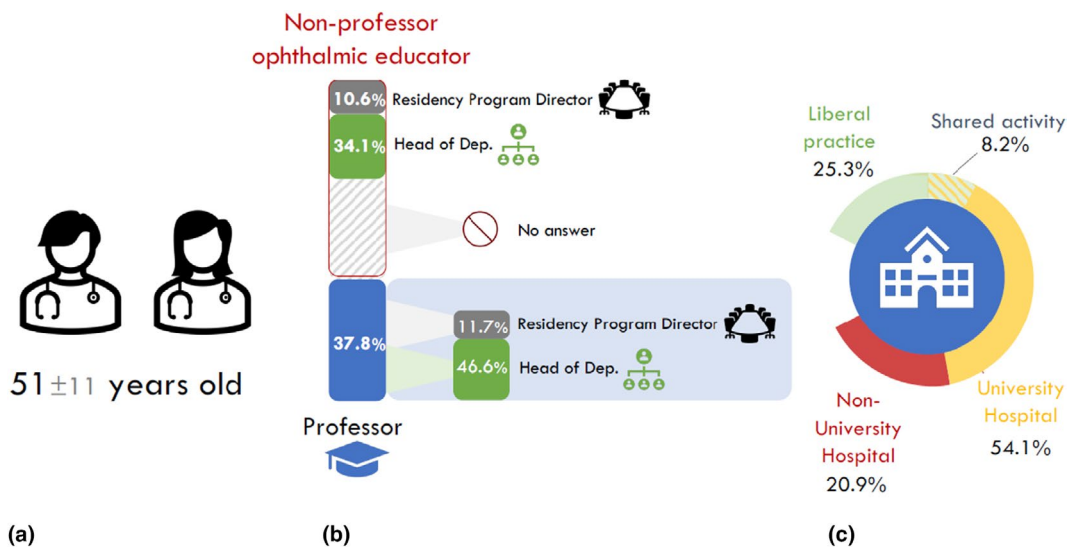 51 ±11 years old
(a)
Non-professor
ophthalmic educator
10.6% Residency Program Director
34.1% Head of Dep.
No answer
37.8%
11.7% Residency Program Director
46.6% Head of Dep.
Professor
(b)
Liberal
practice
25.3%
Shared activity
8.2%
Non-
University
Hospital
20.9%
University
Hospital
54.1%
(c)